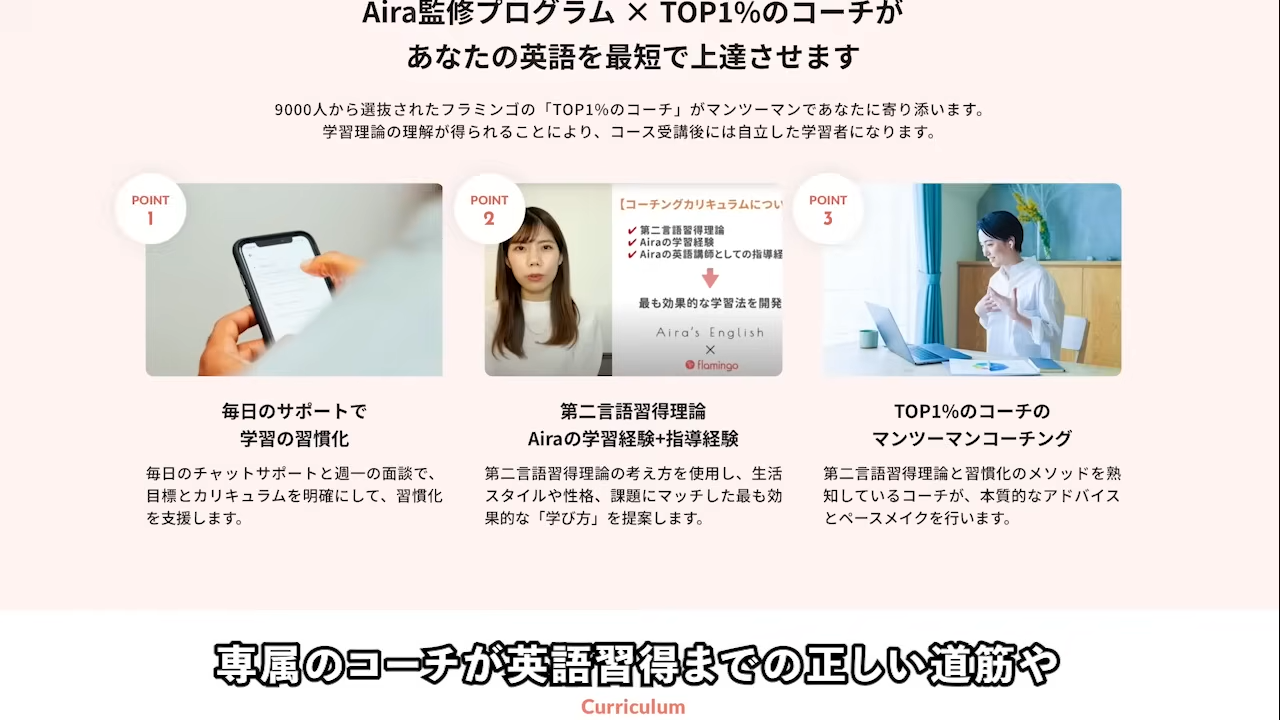 Aira監修プログラム × TOP1%のコーチが
あなたの英語を最短で上達させます
9000人から選抜されたフラミンゴの「TOP1%のコーチ」がマンツーマンであなたに寄り添います。
学習理論の理解が得られることにより、コース受講後には自立した学習者になります。
POINT
1
毎日のサポートで
学習の習慣化
毎日のチャットサポートと週一の面談で、
目標とカリキュラムを明確にして、習慣化
を支援します。
POINT
2
【コーチングカリキュラムについ
✔ 第二言語習得理論
✔ Airaの学習経験
✔ Airaの英語講師としての指導経
最も効果的な学習法を開発
Aira's English
×
flamingo
第二言語習得理論
Airaの学習経験+指導経験
第二言語習得理論の考え方を使用し、生活
スタイルや性格、課題にマッチした最も効
果的な「学び方」を提案します。
POINT
3
TOP1%のコーチの
マンツーマンコーチング
第二言語習得理論と習慣化のメソッドを熟
知しているコーチが、本質的なアドバイス
とペースメイクを行います。
専属のコーチが英語習得までの正しい道筋や
Curriculum